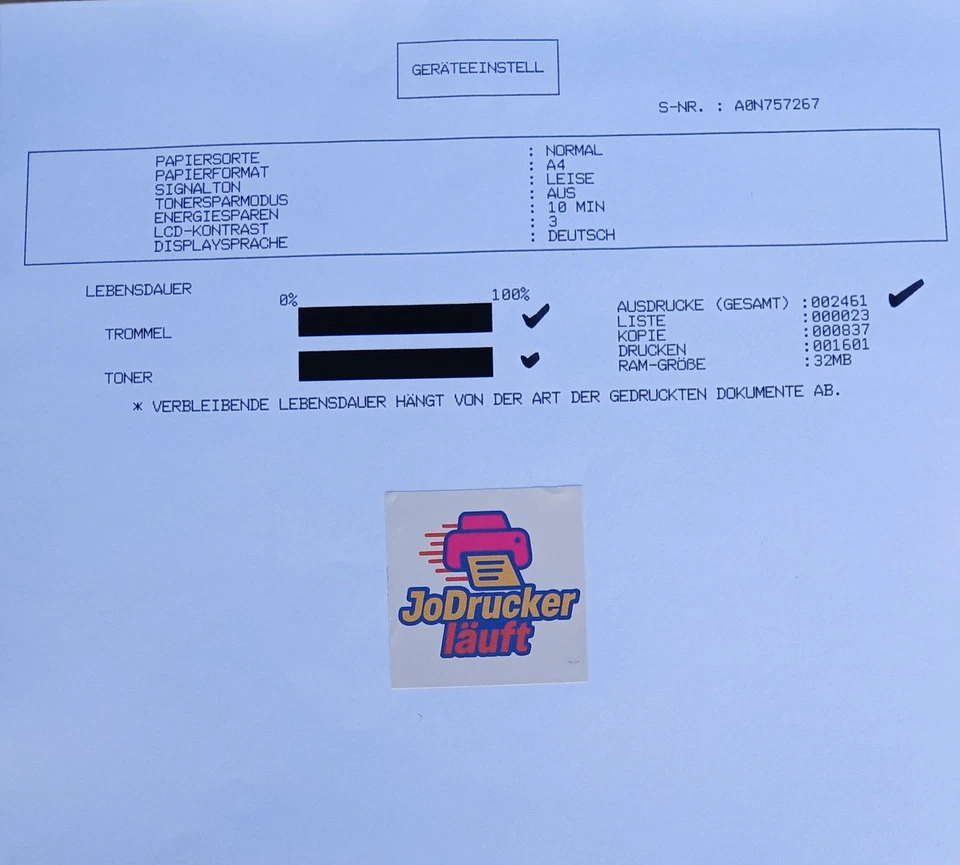 GERÄTEEINSTELL
S-NR. : A0N757267
PAPIERSORTE : NORMAL
PAPIERFORMAT : A4
SIGNALTON : LEISE
TONERSPARMODUS : AUS
ENERGIESPAREN : 10 MIN
LCD-KONTRAST : 3
DISPLAYSPRACHE : DEUTSCH
LEBENSDAUER
0% 100%
TROMMEL
TONER
AUSDRUCKE (GESAMT) :002461
LISTE :000023
KOPIE :000837
DRUCKEN :001601
RAM-GRÖßE :32MB
* VERBLEIBENDE LEBENSDAUER HÄNGT VON DER ART DER GEDRUCKTEN DOKUMENTE AB.
JoDrucker
läuft